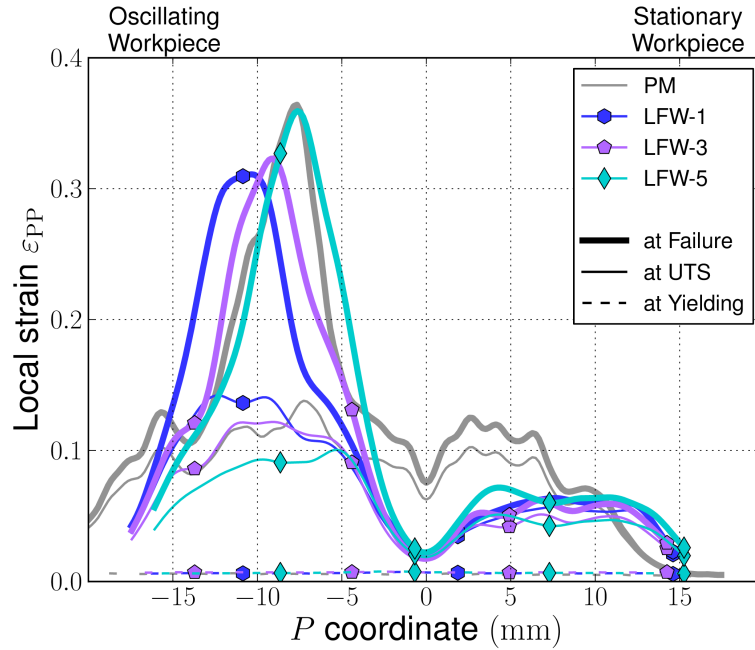 Oscillating
Workpiece
Stationary
Workpiece
0.4
0.3
0.2
0.1
0.0
Local strain εPP
PM
LFW-1
LFW-3
LFW-5
at Failure
at UTS
at Yielding
−15
−10
−5
0
5
10
15
P coordinate (mm)